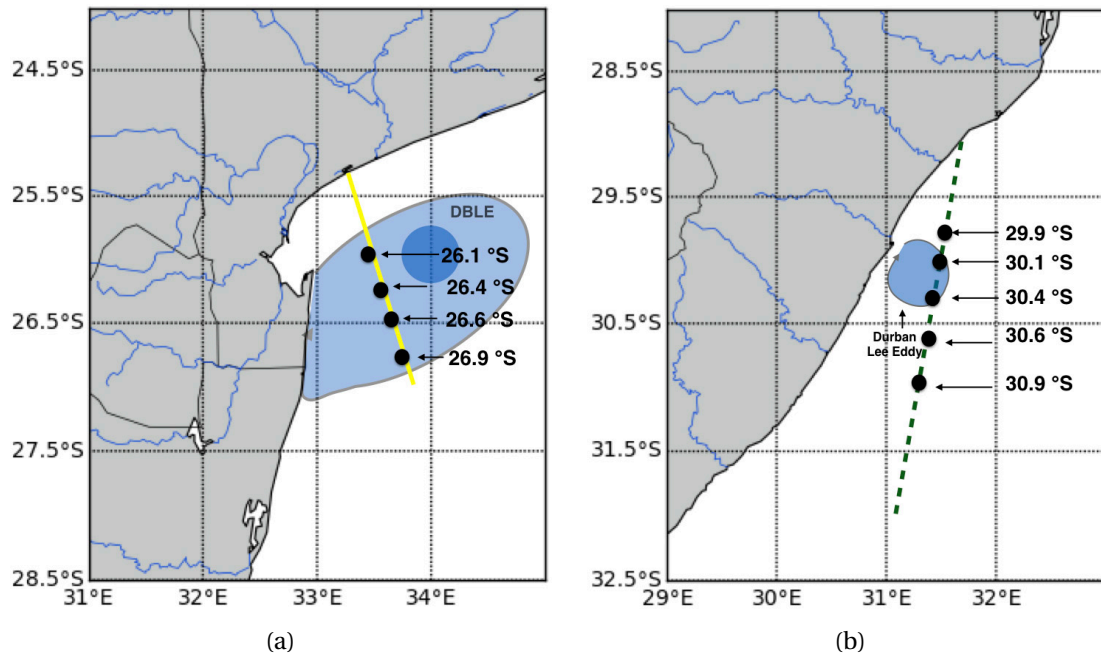 24.5°S
25.5°S
26.5°S
27.5°S
28.5°S
31°E
32°E
33°E
34°E
DBLE
26.1 °S
26.4 °S
26.6 °S
26.9 °S
(a)
28.5°S
29.5°S
30.5°S
31.5°S
32.5°S
29°E
30°E
31°E
32°E
29.9 °S
30.1 °S
30.4 °S
30.6 °S
30.9 °S
Durban
Lee Eddy
(b)